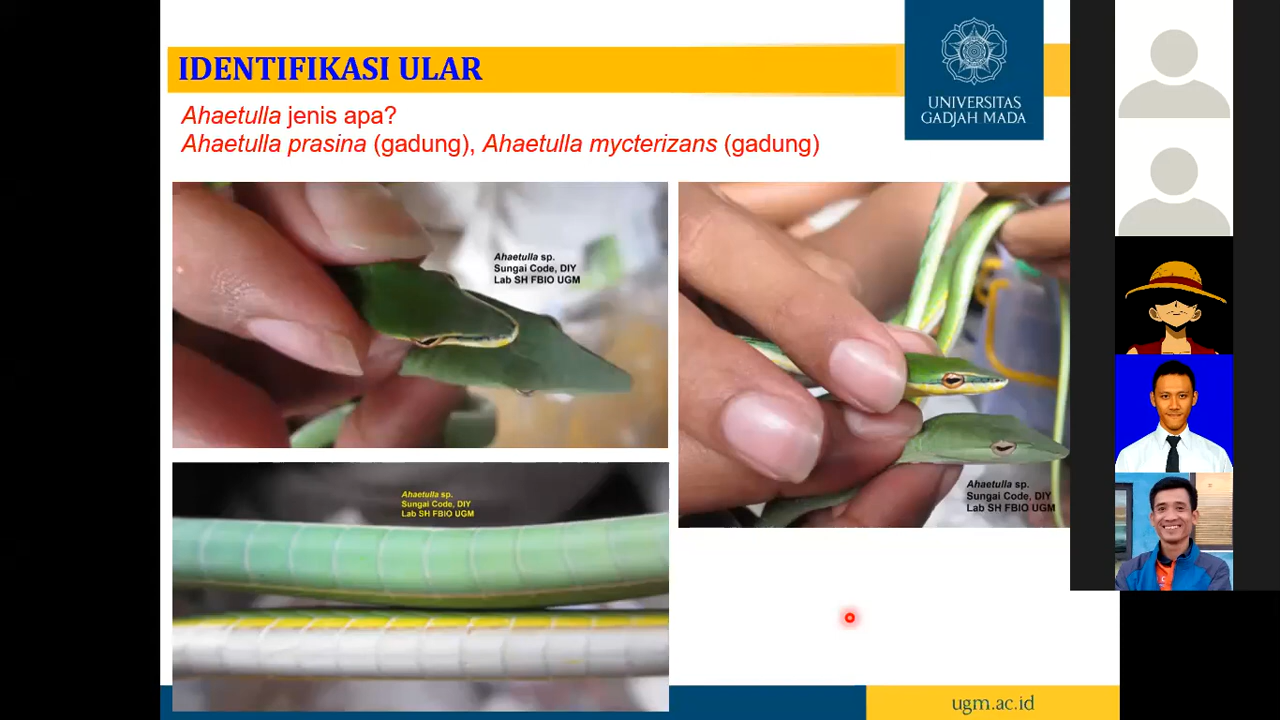 IDENTIFIKASI ULAR
UNIVERSITAS
GADJAH MADA
Ahaetulla jenis apa?
Ahaetulla prasina (gadung), Ahaetulla mycterizans (gadung)
Ahaetulla sp.
Sungai Code, DIY
Lab SH FBIO UGM
Ahaetulla sp.
Sungai Code, DIY
Lab SH FBIO UGM
Ahaetulla sp.
Sungai Code, DIY
Lab SH FBIO UGM
ugm.ac.id